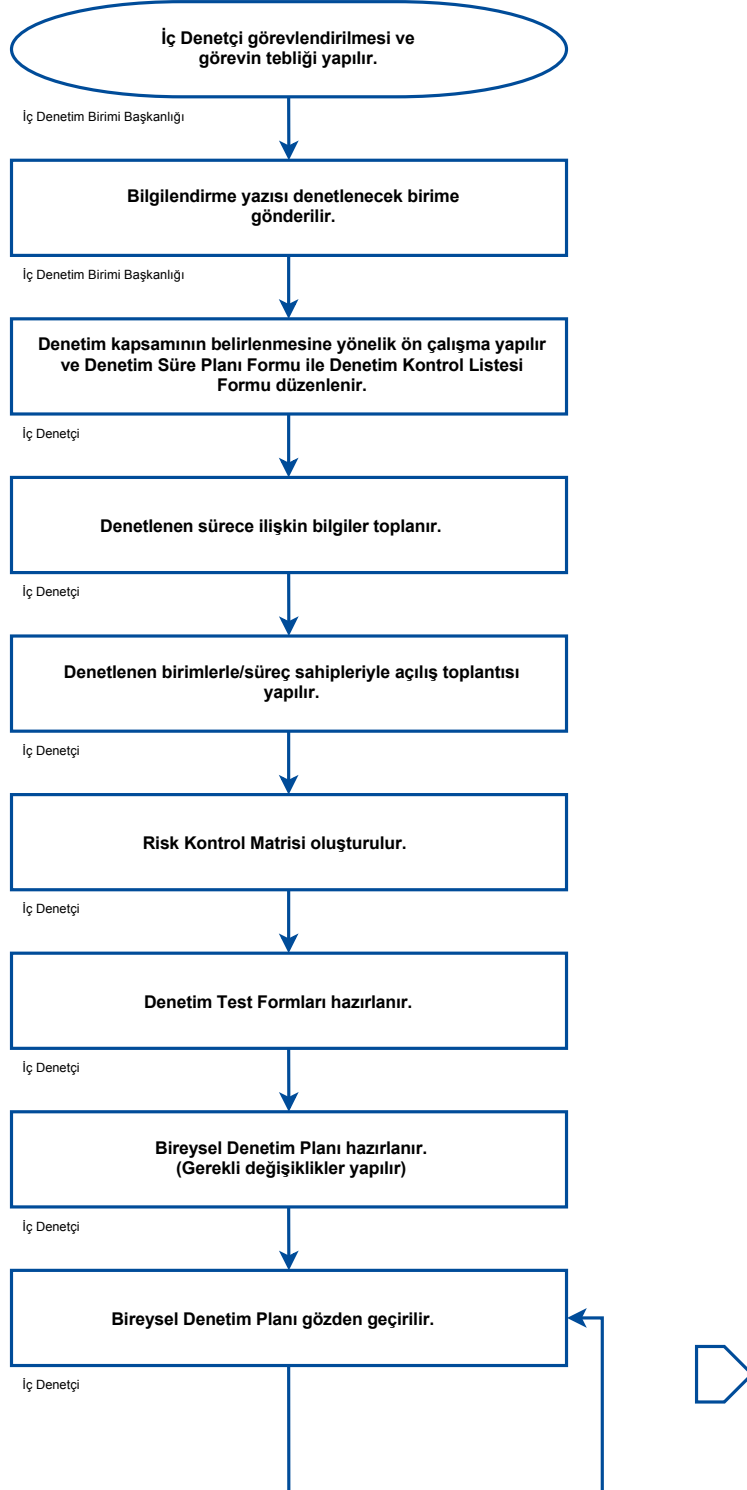 İç Denetçi görevlendirilmesi ve
görevin tebliği yapılır.
İç Denetim Birimi Başkanlığı
Bilgilendirme yazısı denetlenecek birime
gönderilir.
İç Denetim Birimi Başkanlığı
Denetim kapsamının belirlenmesine yönelik ön çalışma yapılır
ve Denetim Süre Planı Formu ile Denetim Kontrol Listesi
Formu düzenlenir.
İç Denetçi
Denetlenen sürece ilişkin bilgiler toplanır.
İç Denetçi
Denetlenen birimlerle/süreç sahipleriyle açılış toplantısı
yapılır.
İç Denetçi
Risk Kontrol Matrisi oluşturulur.
İç Denetçi
Denetim Test Formları hazırlanır.
İç Denetçi
Bireysel Denetim Planı hazırlanır.
(Gerekli değişiklikler yapılır)
İç Denetçi
Bireysel Denetim Planı gözden geçirilir.
İç Denetçi